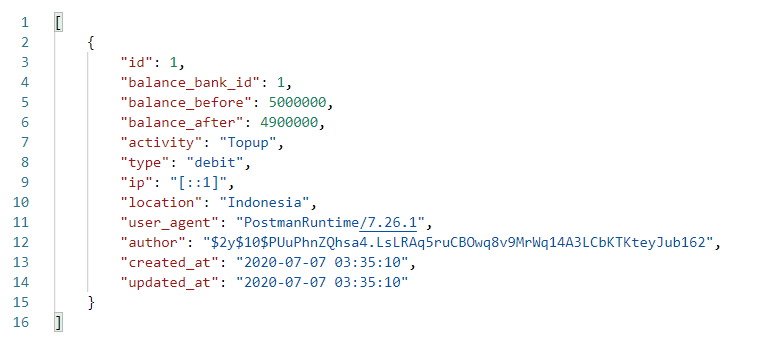 1 [
2 {
3 "id": 1,
4 "balance_bank_id": 1,
5 "balance_before": 5000000,
6 "balance_after": 4900000,
7 "activity": "Topup",
8 "type": "debit",
9 "ip": "[::1]",
10 "location": "Indonesia",
11 "user_agent": "PostmanRuntime/7.26.1",
12 "author": "$2y$10$PUuPhnZQhsa4.LsLRAq5ruCBOwq8v9MrWq14A3LCbKTKteyJub162",
13 "created_at": "2020-07-07 03:35:10",
14 "updated_at": "2020-07-07 03:35:10"
15 }
16 ]